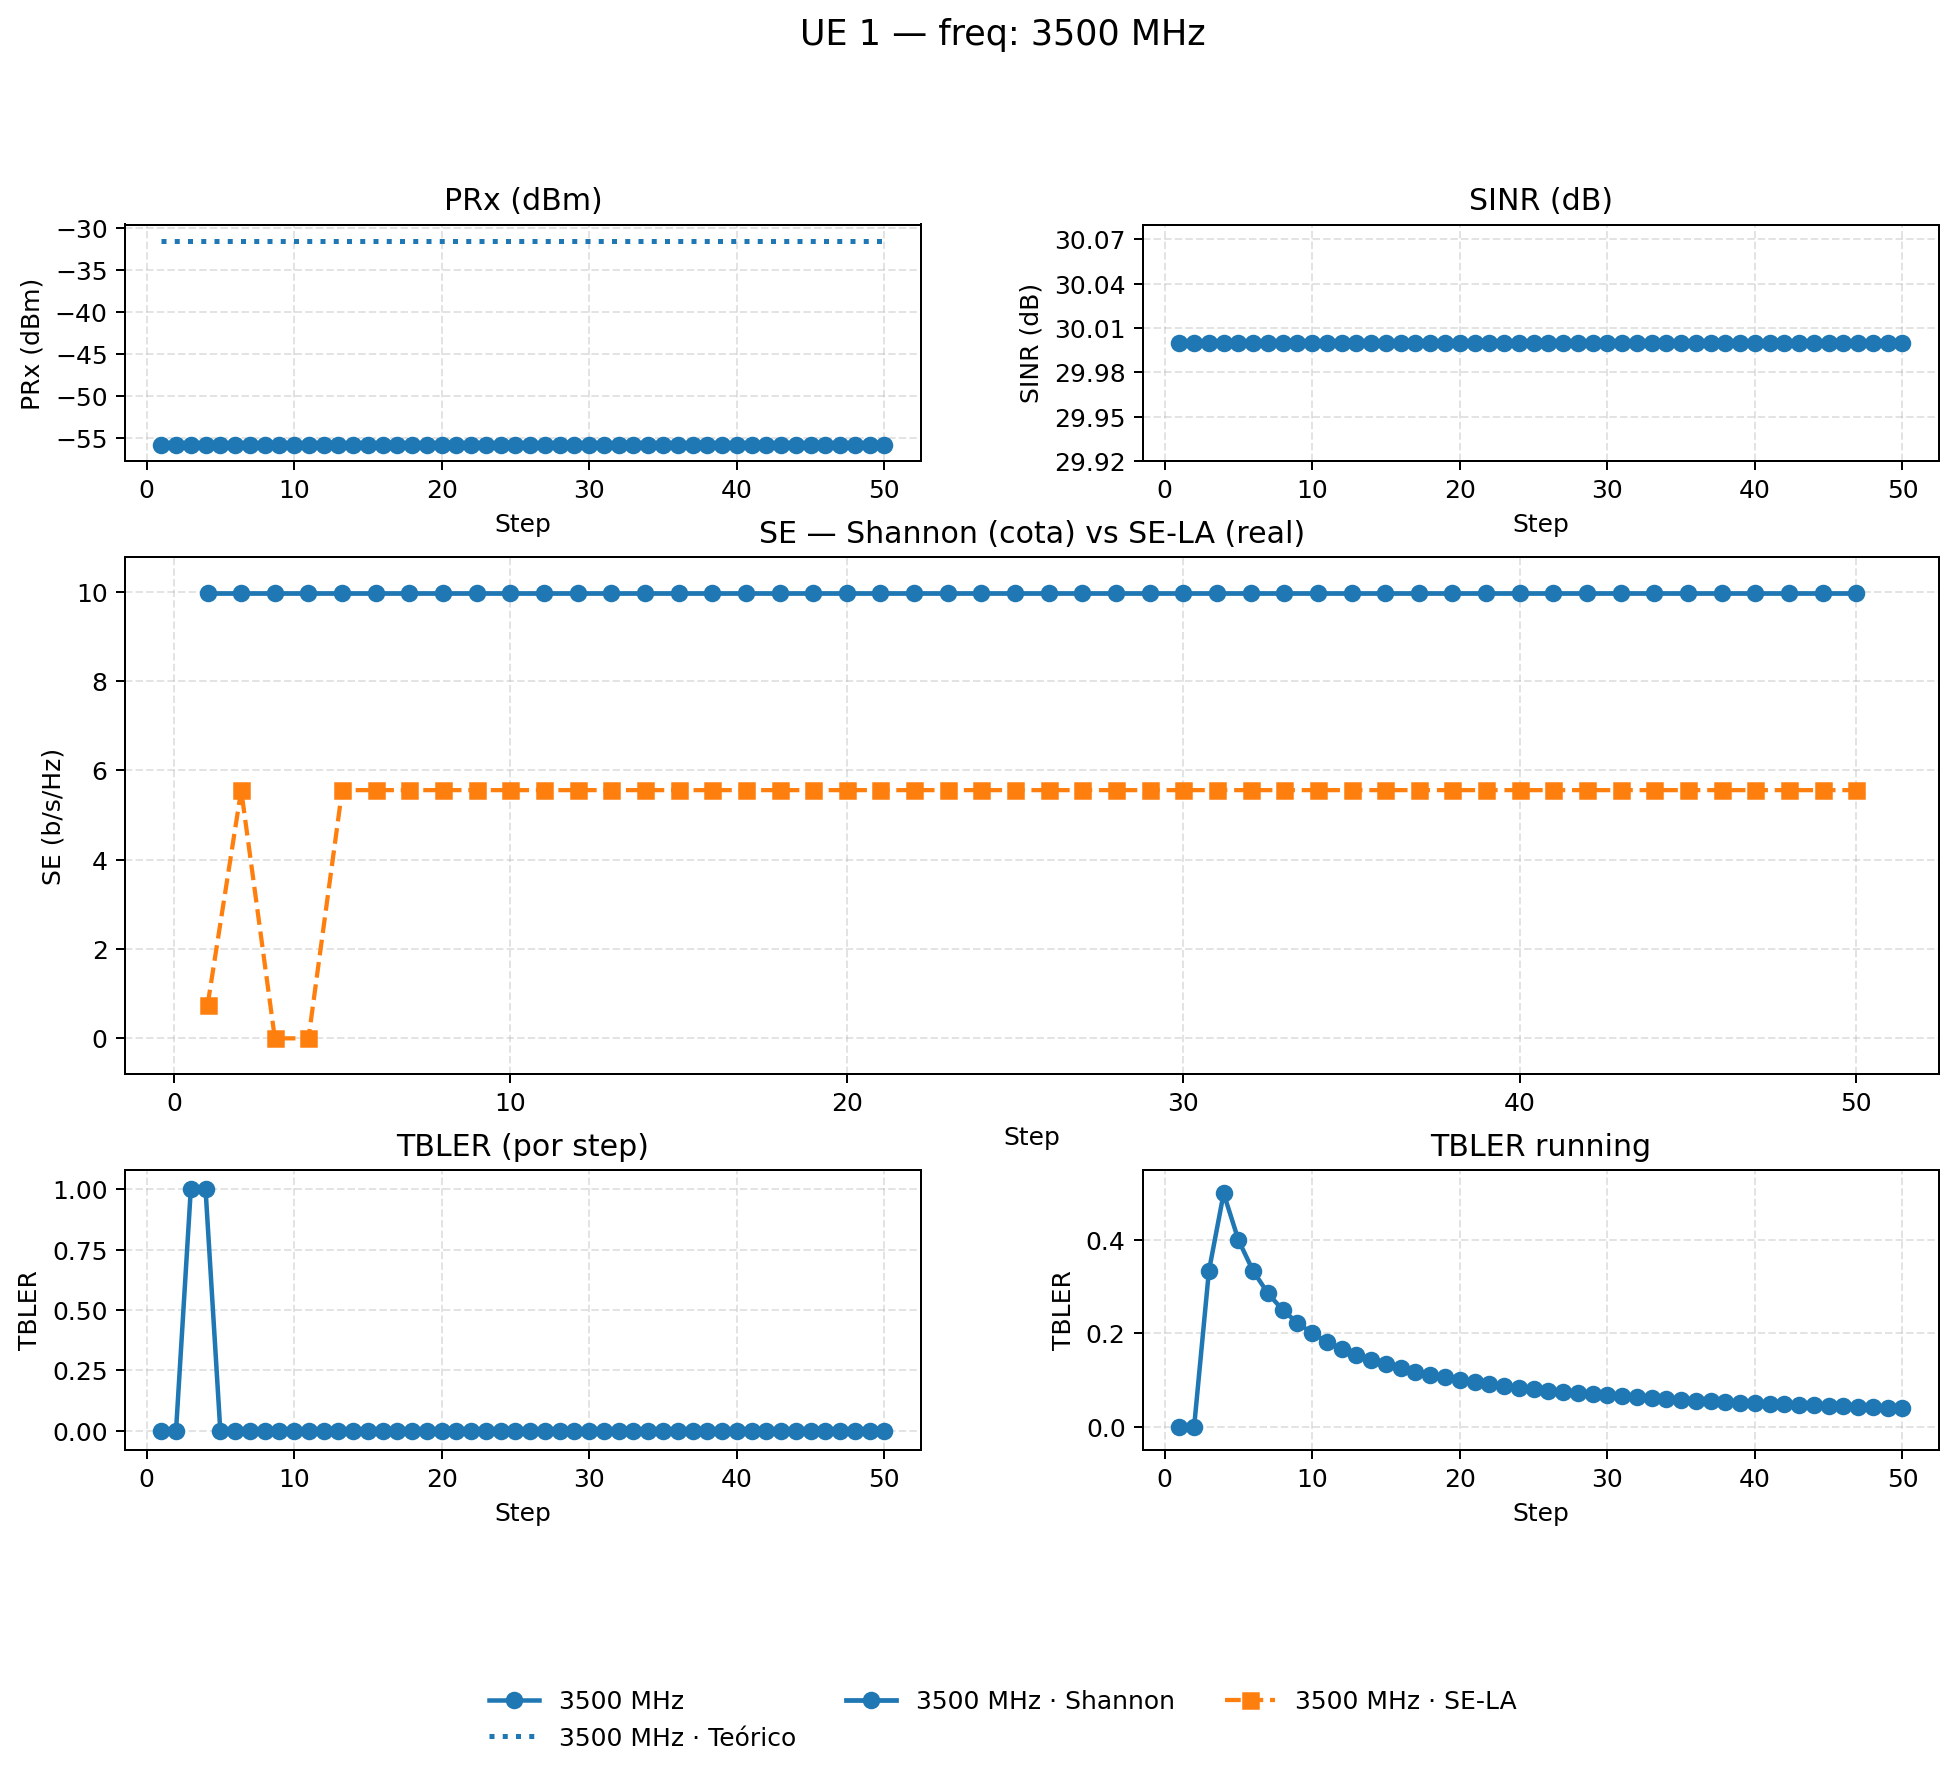 UE 1 — freq: 3500 MHz
PRx (dBm)
PRx (dBm)
−30
−35
−40
−45
−50
−55
0 10 20 30 40 50
Step
SINR (dB)
SINR (dB)
30.07
30.04
30.01
29.98
29.95
29.92
0 10 20 30 40 50
Step
SE — Shannon (cota) vs SE-LA (real)
SE (b/s/Hz)
10
8
6
4
2
0
0 10 20 30 40 50
Step
TBLER (por step)
TBLER
1.00
0.75
0.50
0.25
0.00
0 10 20 30 40 50
Step
TBLER running
TBLER
0.4
0.2
0.0
0 10 20 30 40 50
Step
3500 MHz
3500 MHz · Teórico
3500 MHz · Shannon
3500 MHz · SE-LA